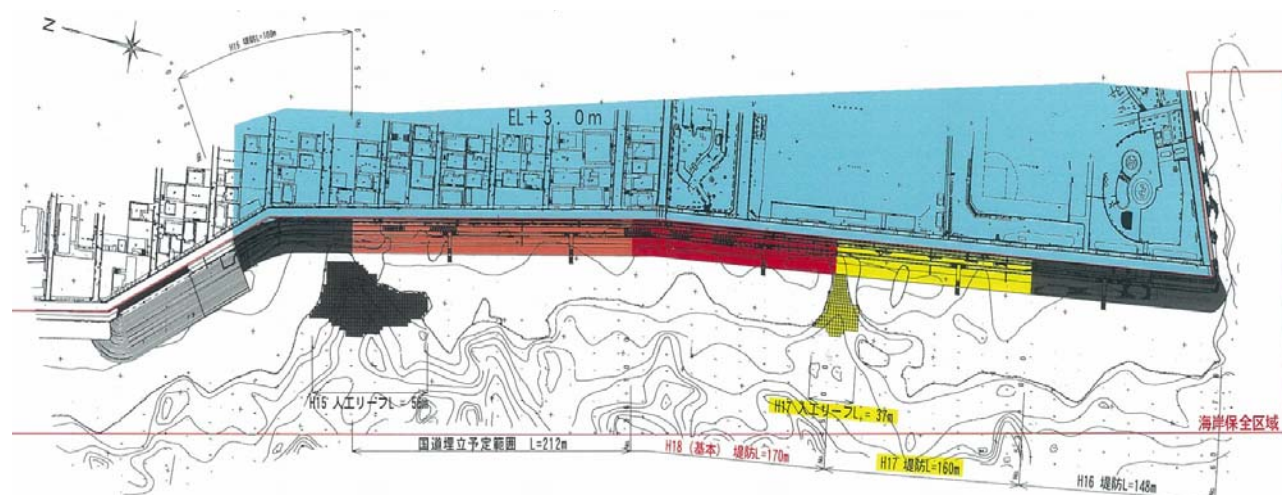 N
H16 堤防L=100m
EL+3.0m
H15 人工リーフL = 56m
H17 人工リーフL = 37m
海岸保全区域
国道埋立予定範囲 L=212m
H18 (基本) 堤防L=170m
H17 堤防L=160m
H16 堤防L=148m